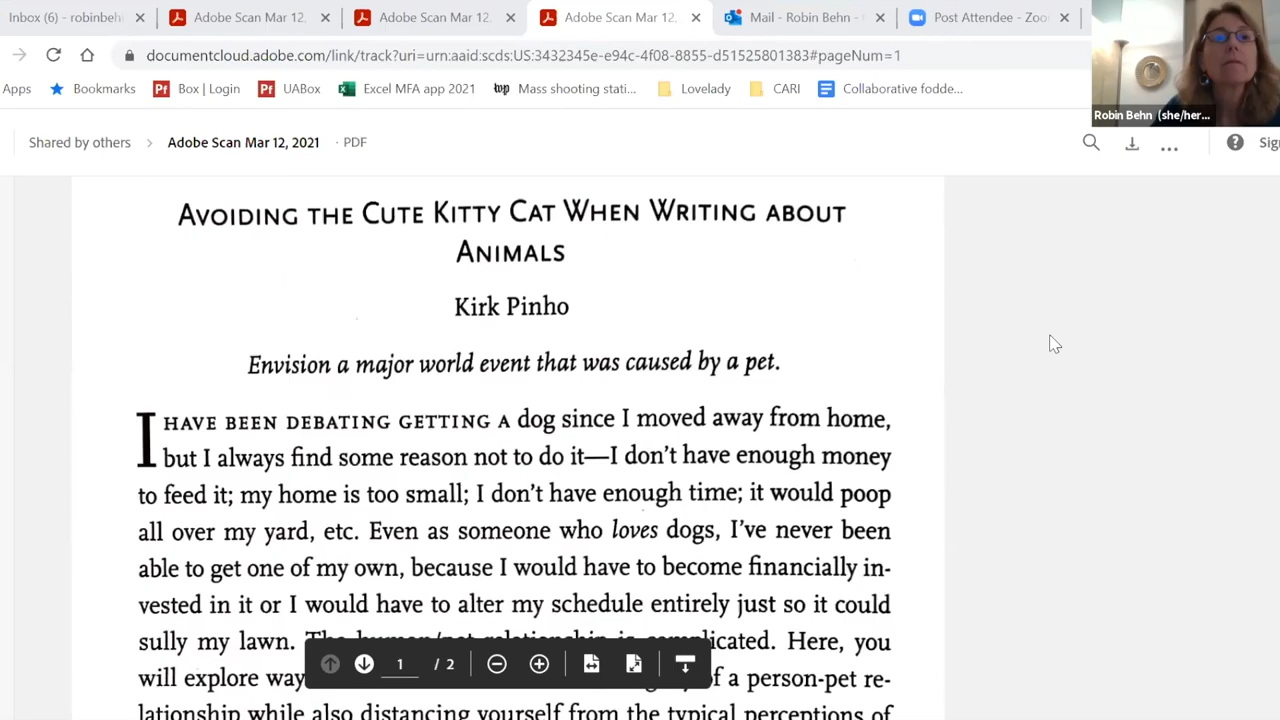 Inbox (6) - robinbeh
Adobe Scan Mar 12,
Adobe Scan Mar 12,
Adobe Scan Mar 12,
Mail - Robin Behn -
Post Attendee - Zoo
documentcloud.adobe.com/link/track?uri=urn:aaid:scds:US:3432345e-e94c-4f08-8855-d51525801383#pageNum=1
Apps
Bookmarks
Box | Login
UABox
Excel MFA app 2021
Mass shooting stati...
Lovelady
CARI
Collaborative fodde...
Robin Behn (she/her...
Shared by others > Adobe Scan Mar 12, 2021 · PDF
Sig
AVOIDING THE CUTE KITTY CAT WHEN WRITING ABOUT
ANIMALS
Kirk Pinho
Envision a major world event that was caused by a pet.
I HAVE BEEN DEBATING GETTING A dog since I moved away from home,
but I always find some reason not to do it—I don't have enough money
to feed it; my home is too small; I don't have enough time; it would poop
all over my yard, etc. Even as someone who loves dogs, I've never been
able to get one of my own, because I would have to become financially in-
vested in it or I would have to alter my schedule entirely just so it could
sully my lawn. The human/pet relationship is complicated. Here, you
will explore way
of a person-pet re-
1 / 2
lationship while also distancing yourself from the typical perceptions of